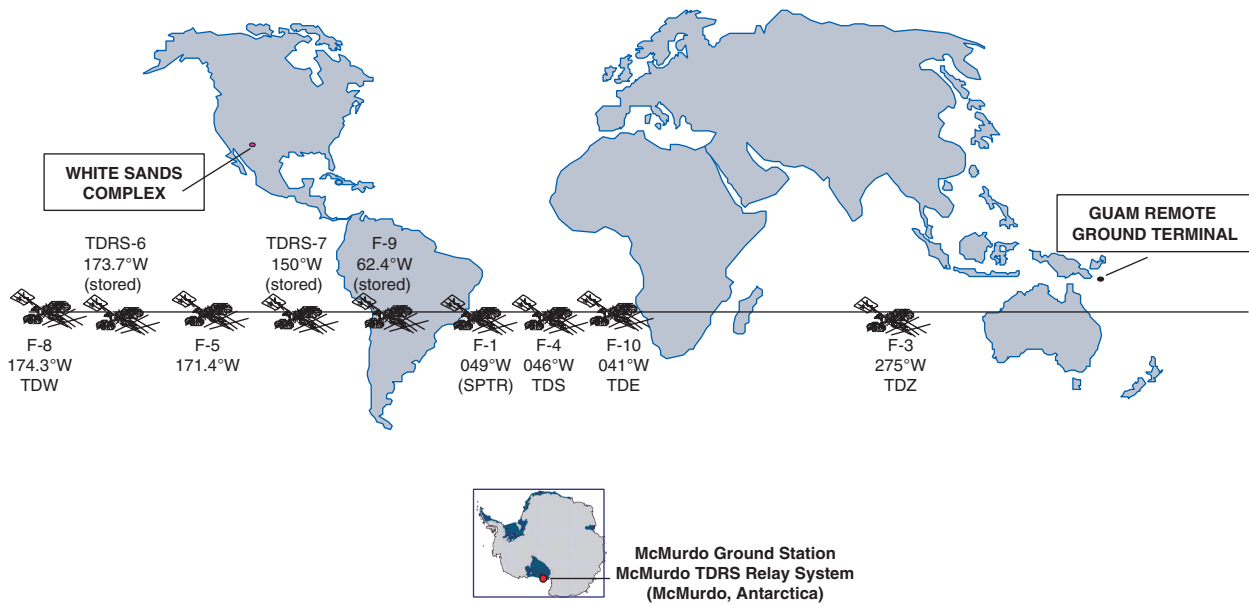 WHITE SANDS
COMPLEX
GUAM REMOTE
GROUND TERMINAL
TDRS-6
173.7°W
(stored)
TDRS-7
150°W
(stored)
F-9
62.4°W
(stored)
F-8
174.3°W
TDW
F-5
171.4°W
F-1
049°W
(SPTR)
F-4
046°W
TDS
F-10
041°W
TDE
F-3
275°W
TDZ
McMurdo Ground Station
McMurdo TDRS Relay System
(McMurdo, Antarctica)